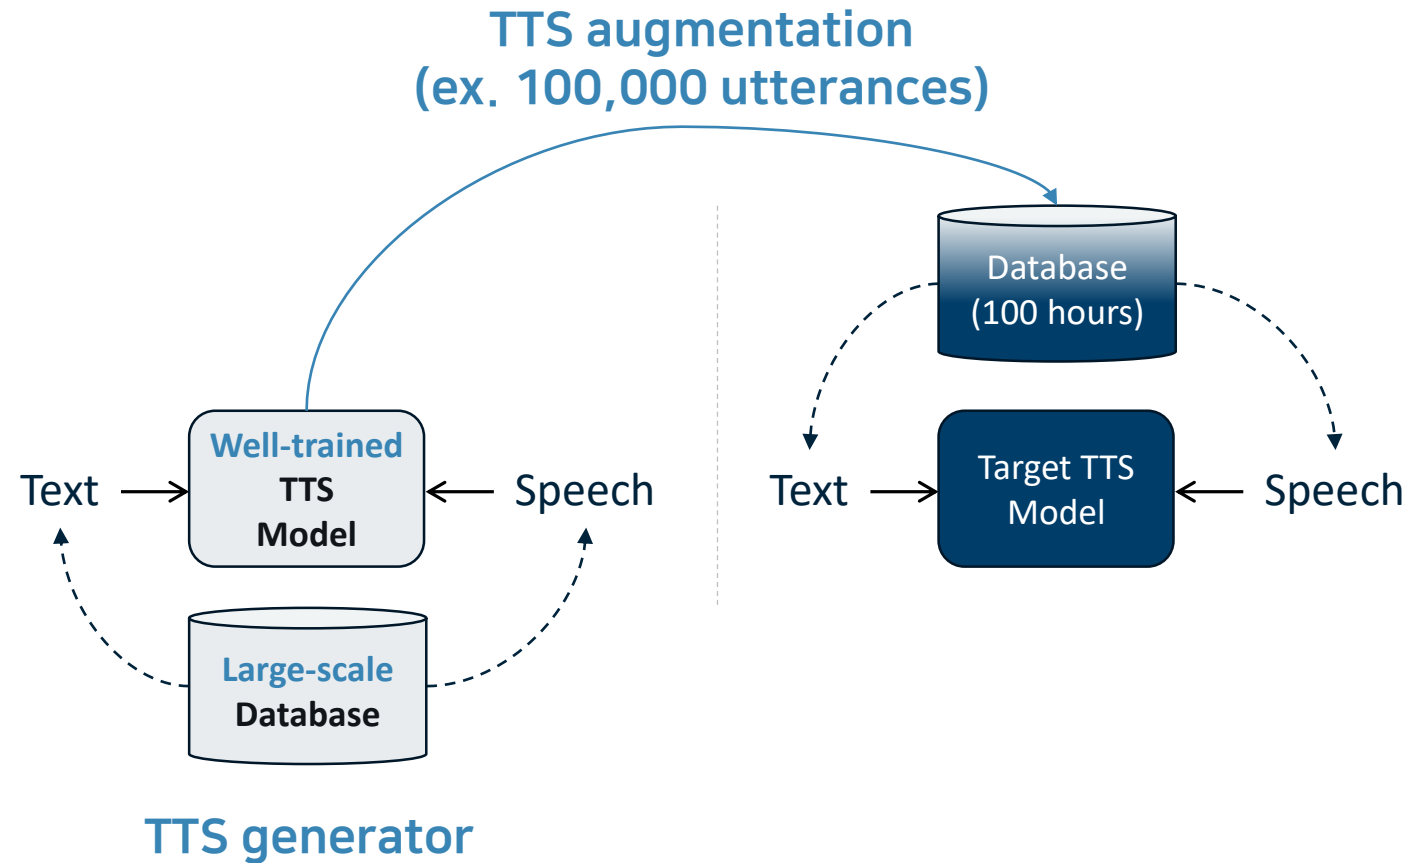 TTS augmentation
(ex. 100,000 utterances)
Database
(100 hours)
Well-trained
TTS
Model
Text
Speech
Large-scale
Database
TTS generator
Text
Target TTS
Model
Speech